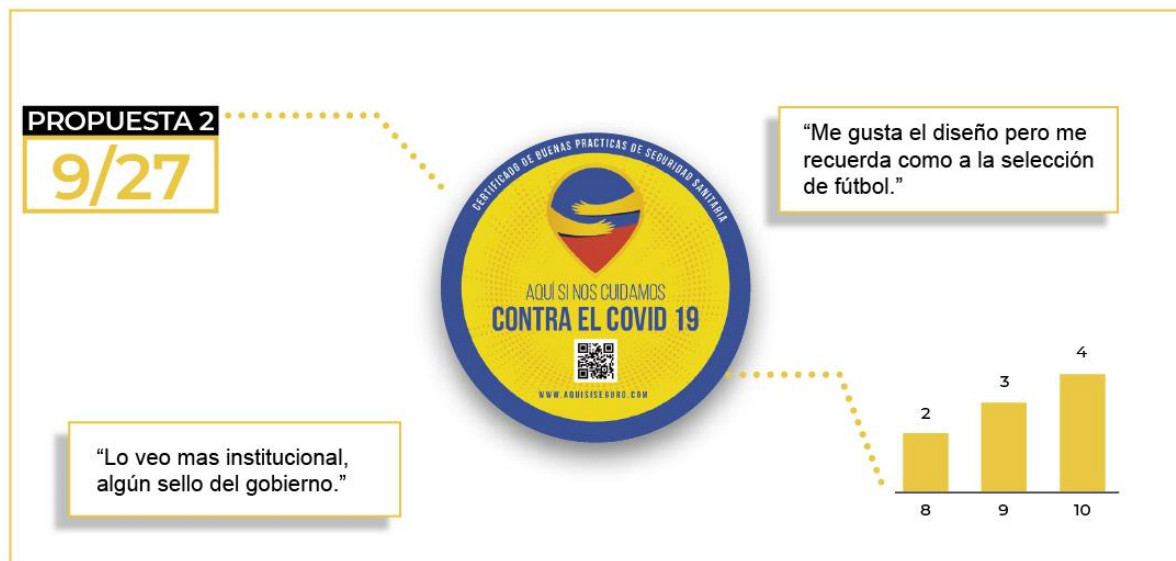 PROPUESTA 2
9/27
CERTIFICADO DE BUENAS PRACTICAS DE SEGURIDAD SANITARIA
AQUÍ SI NOS CUIDAMOS
CONTRA EL COVID 19
WWW.AQUISISEGURO.COM
“Me gusta el diseño pero me
recuerda como a la selección
de fútbol.”
“Lo veo mas institucional,
algún sello del gobierno.”
2
3
4
8
9
10